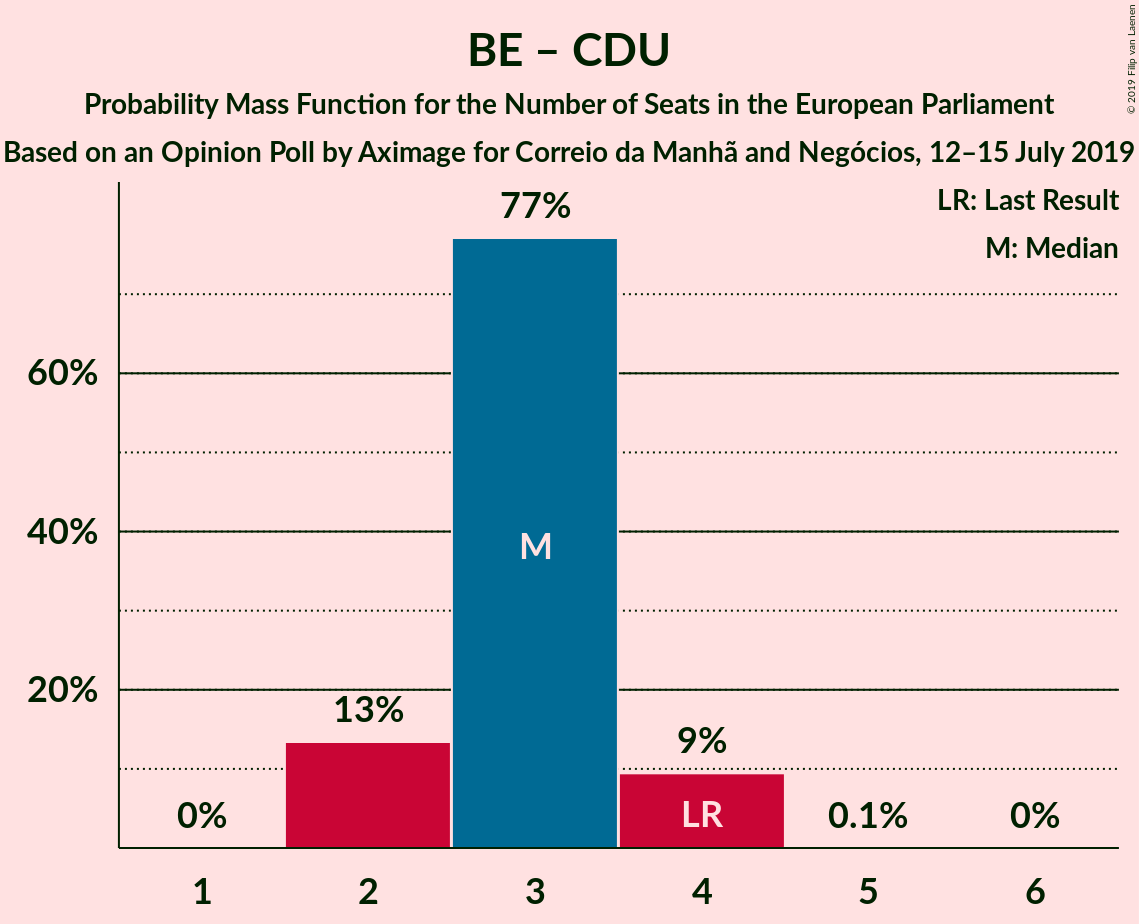 BE – CDU
Probability Mass Function for the Number of Seats in the European Parliament
Based on an Opinion Poll by Aximage for Correio da Manhã and Negócios, 12–15 July 2019
© 2019 Filip van Laenen
LR: Last Result
M: Median
77%
60%
40%
20%
M
13%
9%
LR
0%
0.1%
0%
1 2 3 4 5 6